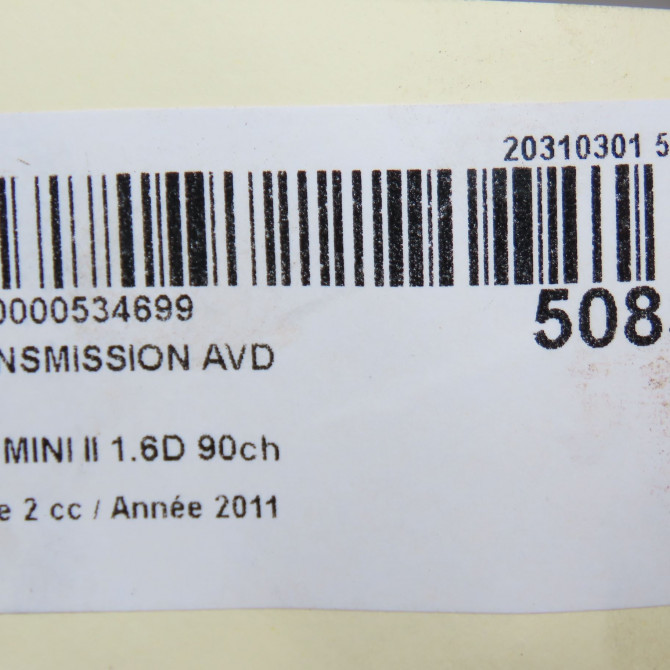 20310301 5
0000534699
508
NSMISSION AVD
MINI II 1.6D 90ch
e 2 cc / Année 2011